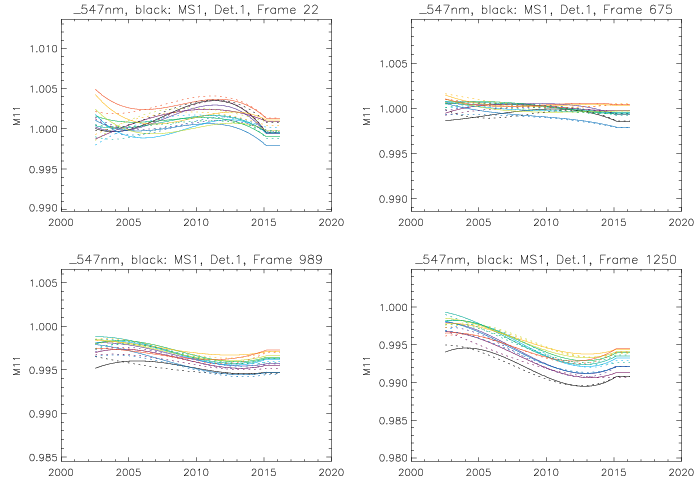 _547nm, black: MS1, Det.1, Frame 22
1.010
1.005
1.000
0.995
0.990
M11
2000 2005 2010 2015 2020
_547nm, black: MS1, Det.1, Frame 675
1.005
1.000
0.995
0.990
M11
2000 2005 2010 2015 2020
_547nm, black: MS1, Det.1, Frame 989
1.005
1.000
0.995
0.990
0.985
M11
2000 2005 2010 2015 2020
_547nm, black: MS1, Det.1, Frame 1250
1.000
0.995
0.990
0.985
0.980
M11
2000 2005 2010 2015 2020